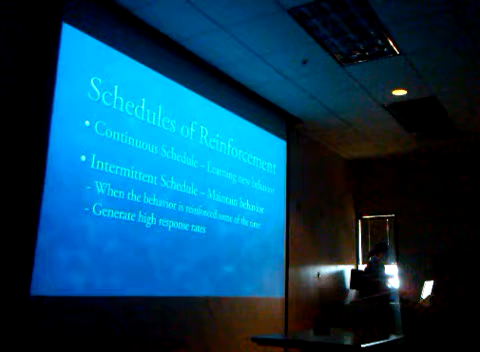 Schedules of Reinforcement
• Continuous Schedule – Learning new behavior
• Intermittent Schedule – Maintain behavior
- When the behavior is reinforced some of the time
- Generate high response rates